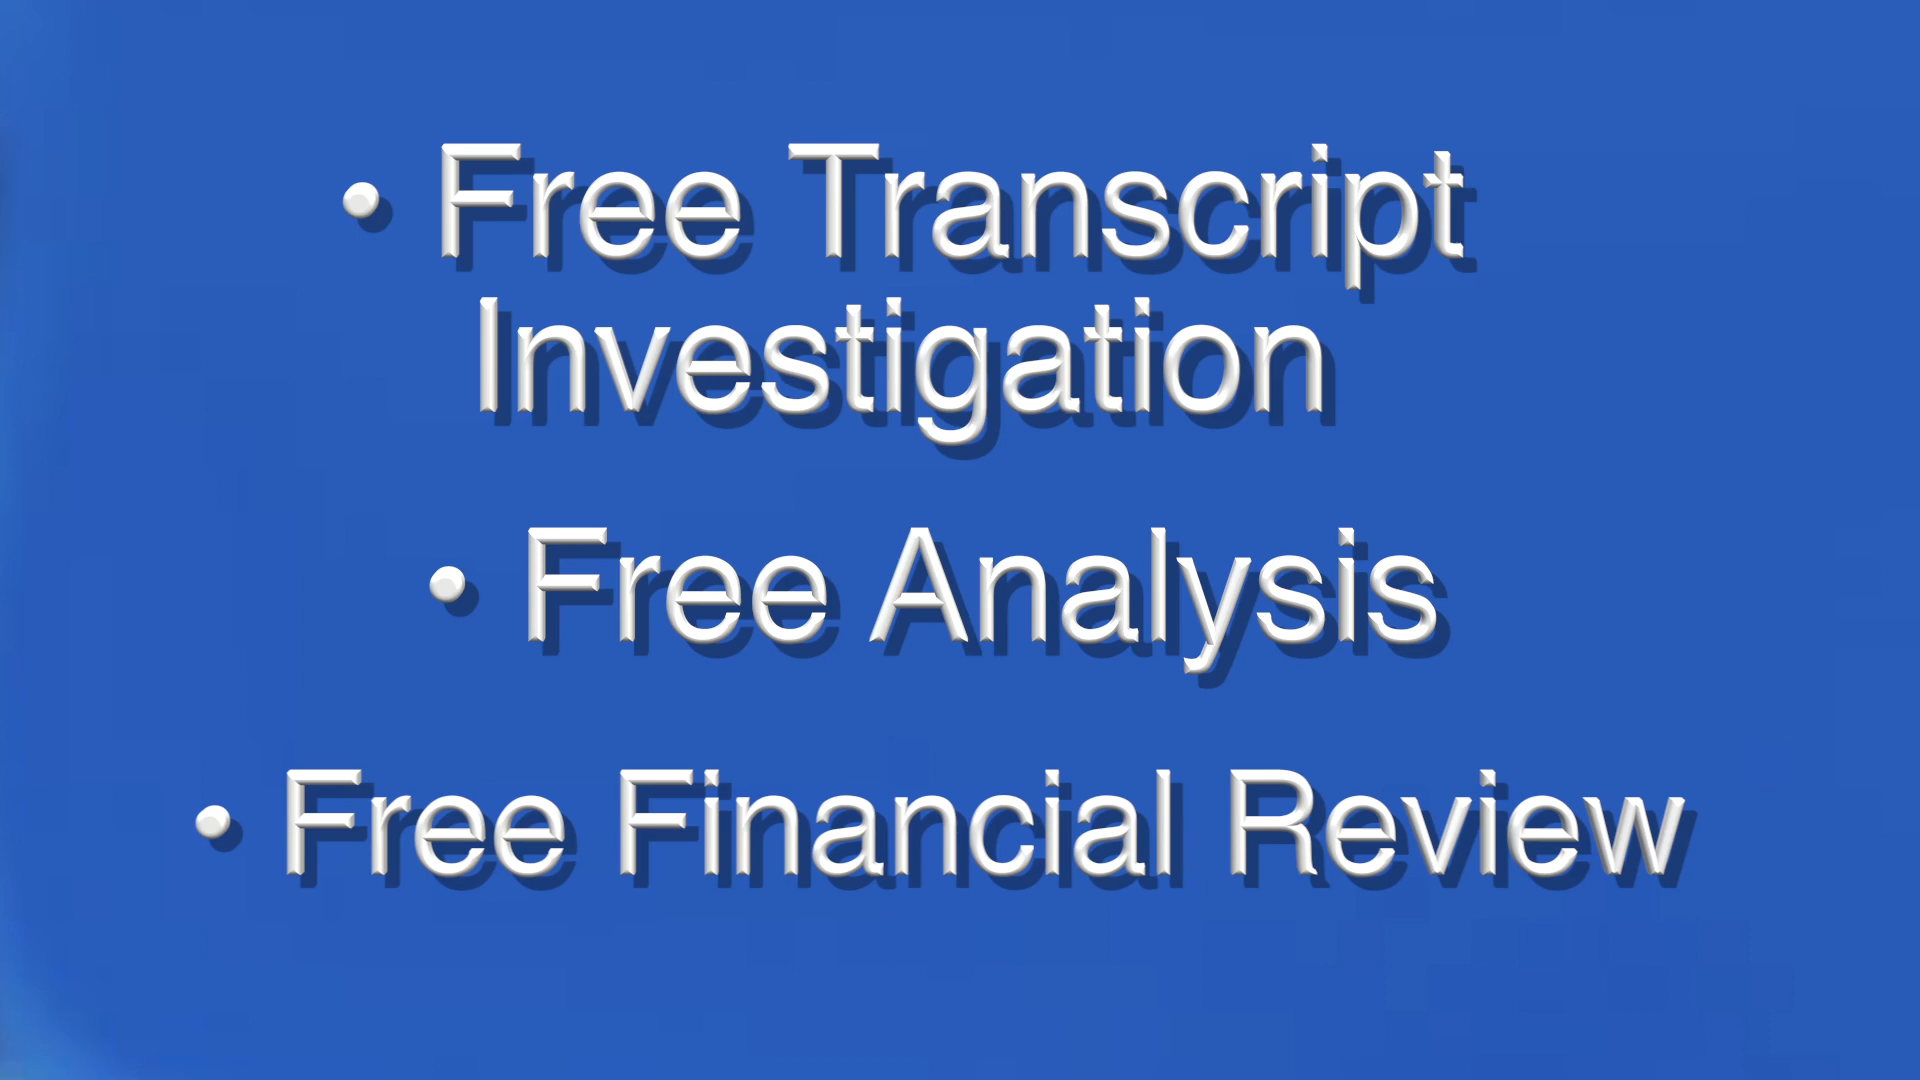 • Free Transcript
Investigation
• Free Analysis
• Free Financial Review